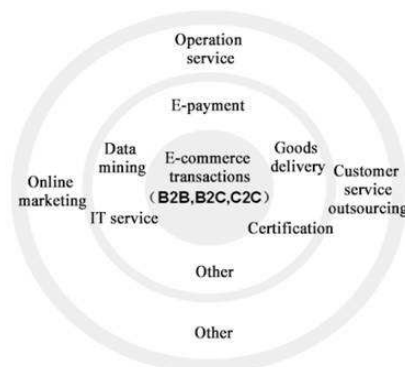 Operation
service
E-payment
Data
mining
E-commerce
transactions
（B2B,B2C,C2C）
Goods
delivery
Online
marketing
Customer
service
outsourcing
IT service
Certification
Other
Other